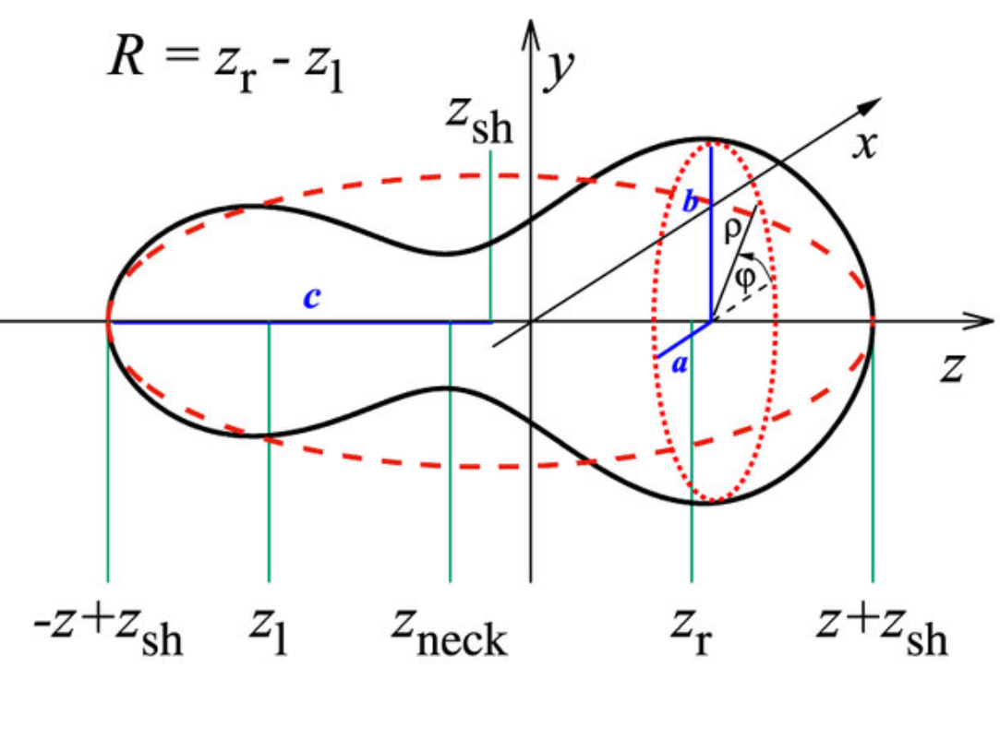 R = z_r - z_l
y
z_sh
x
b
ρ
φ
c
a
z
-z+z_sh z_l z_neck z_r z+z_sh